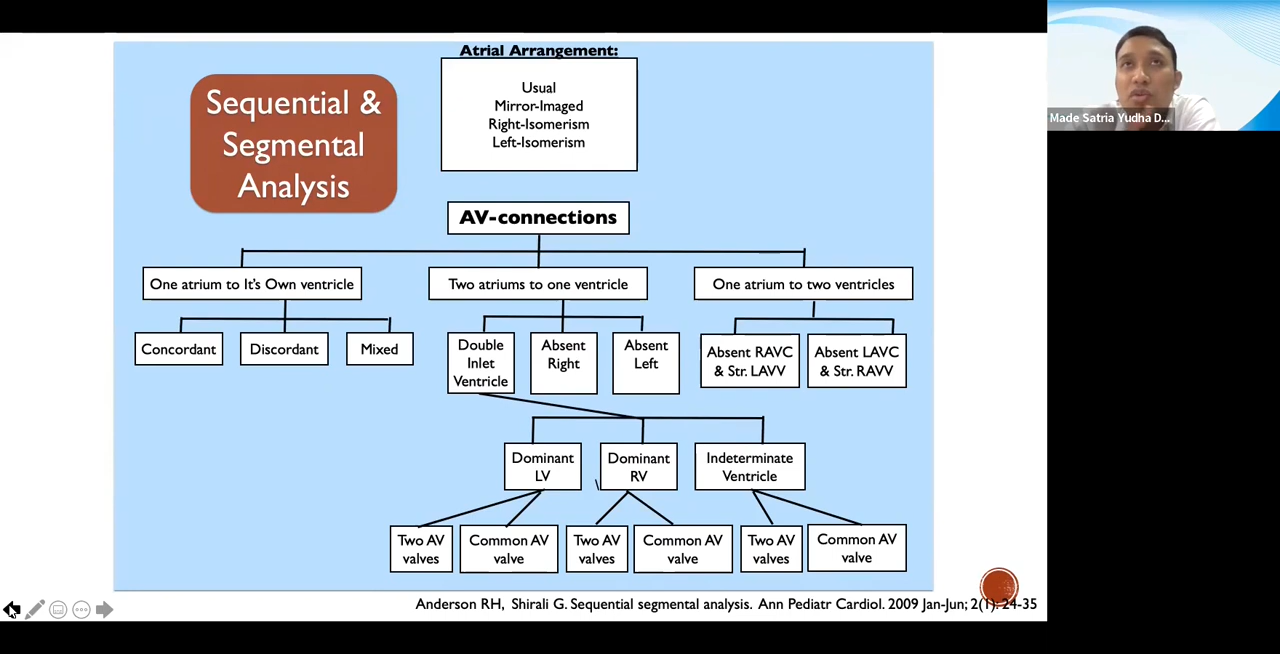 Atrial Arrangement:
Usual
Mirror-Imaged
Right-Isomerism
Left-Isomerism
Sequential &
Segmental
Analysis
Made Satria Yudha D...
AV-connections
One atrium to It's Own ventricle
Two atriums to one ventricle
One atrium to two ventricles
Concordant
Discordant
Mixed
Double
Inlet
Ventricle
Absent
Right
Absent
Left
Absent RAVC
& Str. LAVV
Absent LAVC
& Str. RAVV
Dominant
LV
Dominant
RV
Indeterminate
Ventricle
Two AV
valves
Common AV
valve
Two AV
valves
Common AV
valve
Two AV
valves
Common AV
valve
Anderson RH, Shirali G. Sequential segmental analysis. Ann Pediatr Cardiol. 2009 Jan-Jun; 2(1): 24-35